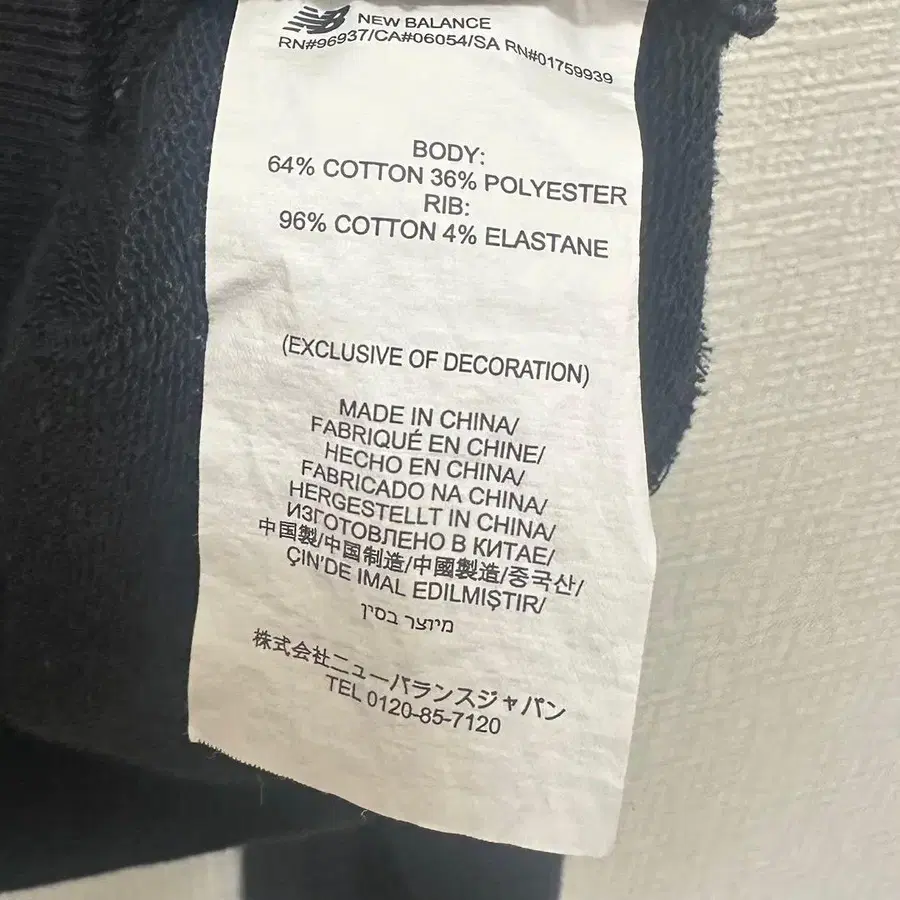 NEW BALANCE
RN#96937/CA#06054/SA RN#01759939
BODY:
64% COTTON 36% POLYESTER
RIB:
96% COTTON 4% ELASTANE
(EXCLUSIVE OF DECORATION)
MADE IN CHINA/
FABRIQUÉ EN CHINE/
HECHO EN CHINA/
FABRICADO NA CHINA/
HERGESTELLT IN CHINA/
ИЗГОТОВЛЕНО В КИТАЕ/
中国製/中国制造/中國製造/중국산/
ÇIN'DE IMAL EDILMIŞTIR/
מיוצר בסין
株式会社ニューバランスジャパン
TEL 0120-85-7120